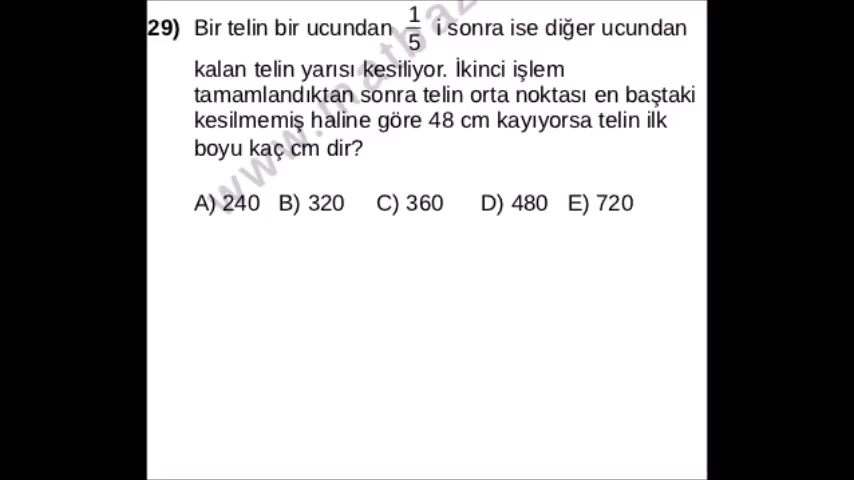 29) Bir telin bir ucundan 1/5 i sonra ise diğer ucundan
kalan telin yarısı kesiliyor. İkinci işlem
tamamlandıktan sonra telin orta noktası en baştaki
kesilmemiş haline göre 48 cm kayıyorsa telin ilk
boyu kaç cm dir?
A) 240 B) 320 C) 360 D) 480 E) 720